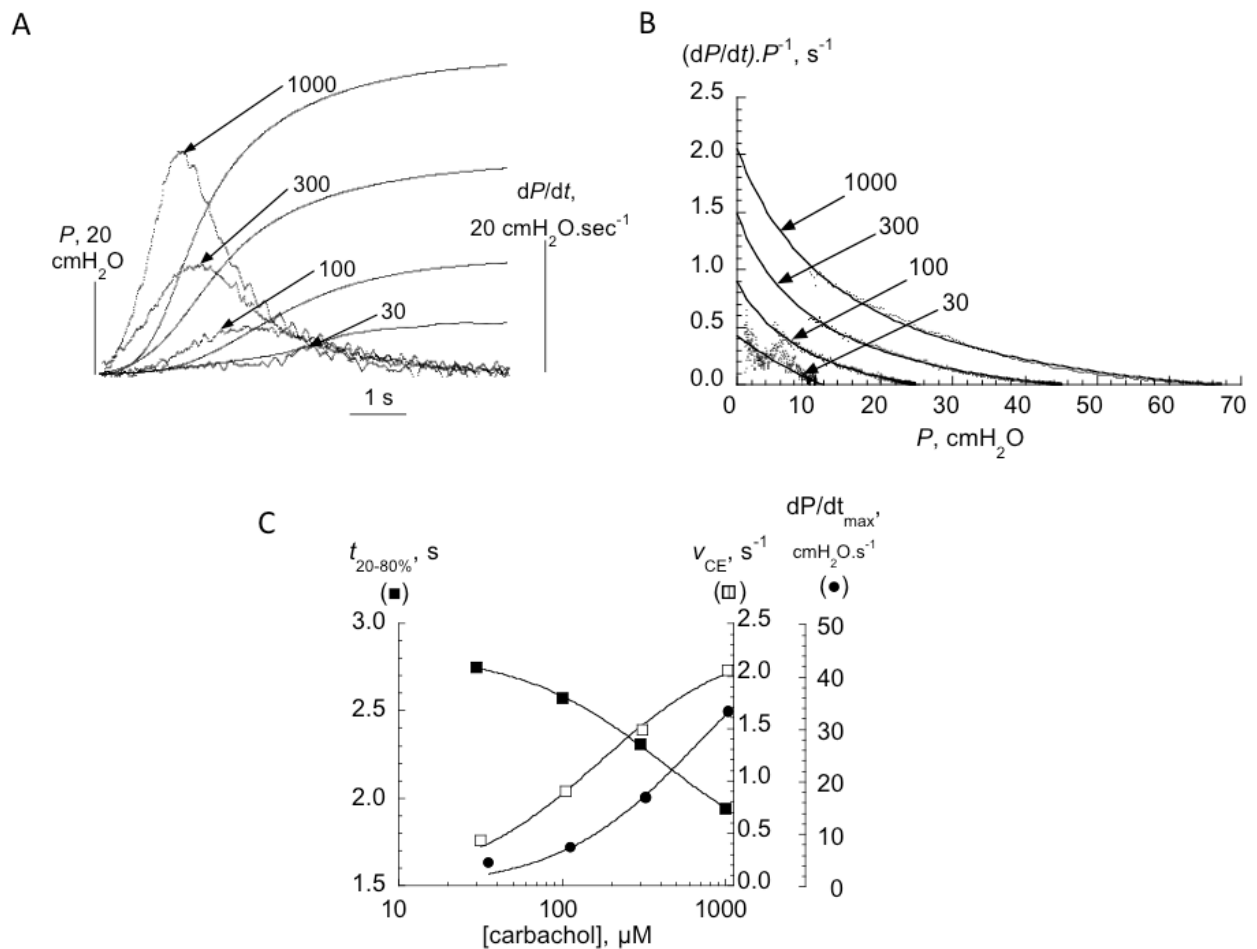 A
1000
300
100
30
P, 20
cmH₂O
dP/dt,
20 cmH₂O.sec⁻¹
1 s
B
(dP/dt).P⁻¹, s⁻¹
2.5
2.0
1.5
1.0
0.5
0.0
1000
300
100
30
0 10 20 30 40 50 60 70
P, cmH₂O
C
t₂₀₋₈₀%, s
(■)
v_CE, s⁻¹
(□)
dP/dt_max,
cmH₂O.s⁻¹
(●)
3.0
2.5
2.0
1.5
2.5
2.0
1.5
1.0
0.5
0.0
50
40
30
20
10
0
10 100 1000
[carbachol], µM